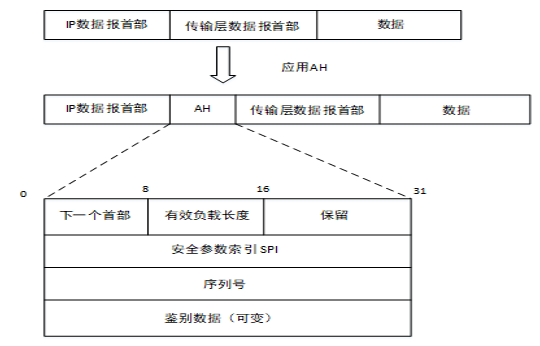 IP数据报首部 传输层数据报首部 数据
应用AH
IP数据报首部 AH 传输层数据报首部 数据
0 8 16 31
下一个首部 有效负载长度 保留
安全参数索引SPI
序列号
鉴别数据（可变）